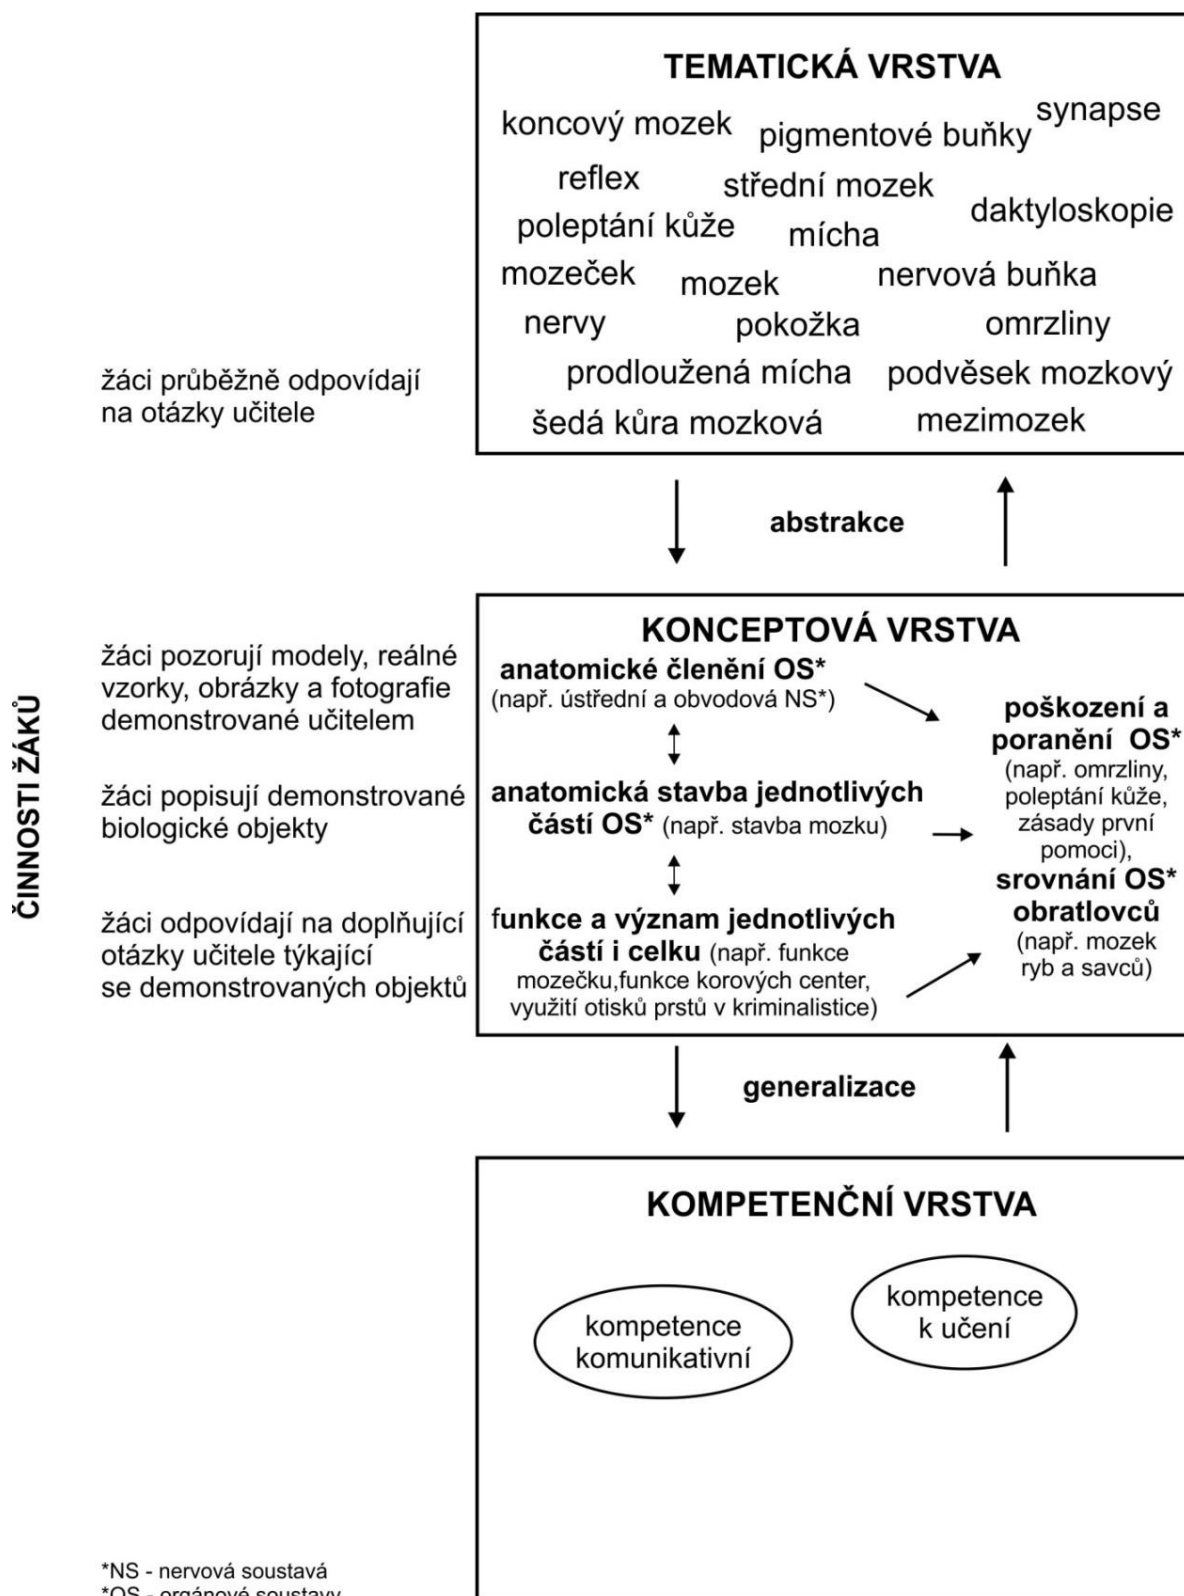 TEMATICKÁ VRSTVA
koncový mozek pigmentové buňky synapse
reflex střední mozek
poleptání kůže mícha daktyloskopie
mozeček mozek nervová buňka
nervy pokožka omrzliny
prodloužená mícha podvěsek mozkový
šedá kůra mozková mezimozek
žáci průběžně odpovídají
na otázky učitele
abstrakce
ČINNOSTI ŽÁKŮ
žáci pozorují modely, reálné
vzorky, obrázky a fotografie
demonstrované učitelem
žáci popisují demonstrované
biologické objekty
žáci odpovídají na doplňující
otázky učitele týkající
se demonstrovaných objektů
KONCEPTOVÁ VRSTVA
anatomické členění OS*
(např. ústřední a obvodová NS*)
anatomická stavba jednotlivých
částí OS* (např. stavba mozku)
funkce a význam jednotlivých
částí i celku (např. funkce
mozečku,funkce korových center,
využití otisků prstů v kriminalistice)
poškození a
poranění OS*
(např. omrzliny,
poleptání kůže,
zásady první
pomoci),
srovnání OS*
obratlovců
(např. mozek
ryb a savců)
generalizace
KOMPETENČNÍ VRSTVA
kompetence
komunikativní
kompetence
k učení
*NS - nervová soustavá
*OS - orgánové soustavy